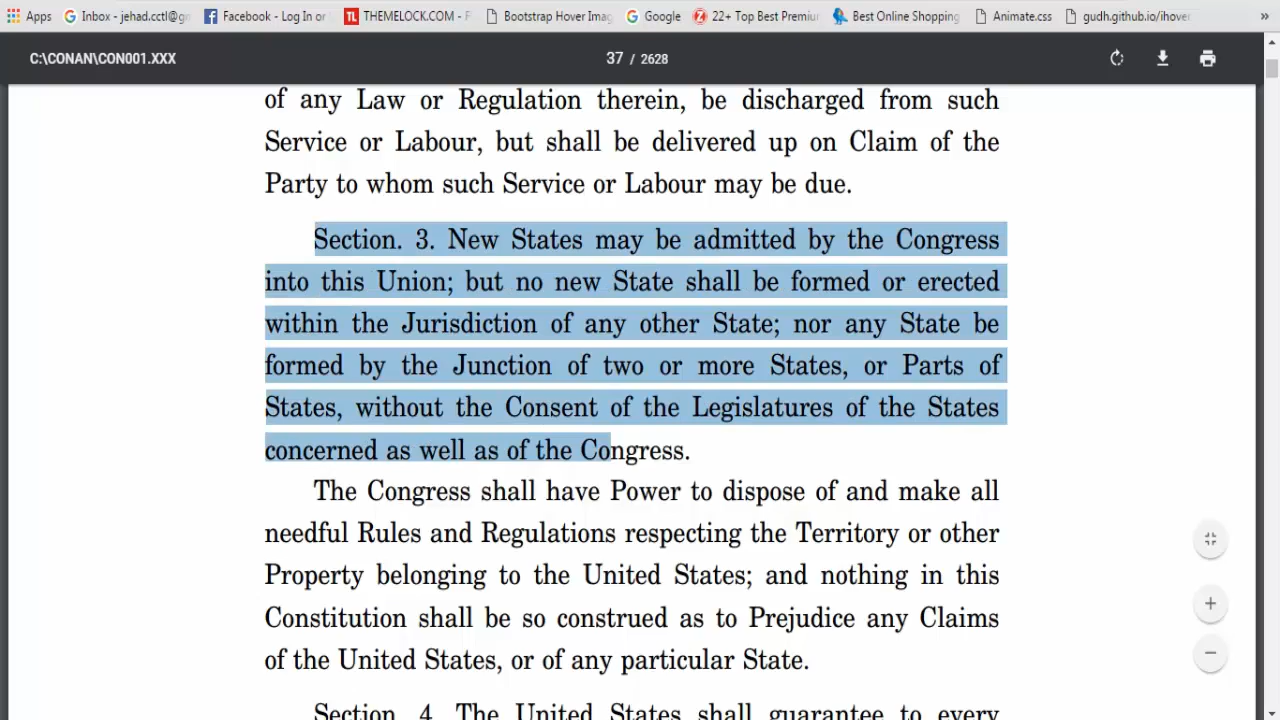 Apps Inbox - jehad.cctl@gm Facebook - Log In or THEMELOCK.COM - F Bootstrap Hover Imag Google 22+ Top Best Premiu Best Online Shopping Animate.css gudh.github.io/ihover »
C:\CONAN\CON001.XXX 37 / 2628
of any Law or Regulation therein, be discharged from such
Service or Labour, but shall be delivered up on Claim of the
Party to whom such Service or Labour may be due.
Section. 3. New States may be admitted by the Congress
into this Union; but no new State shall be formed or erected
within the Jurisdiction of any other State; nor any State be
formed by the Junction of two or more States, or Parts of
States, without the Consent of the Legislatures of the States
concerned as well as of the Congress.
The Congress shall have Power to dispose of and make all
needful Rules and Regulations respecting the Territory or other
Property belonging to the United States; and nothing in this
Constitution shall be so construed as to Prejudice any Claims
of the United States, or of any particular State.
Section. 4. The United States shall guarantee to every